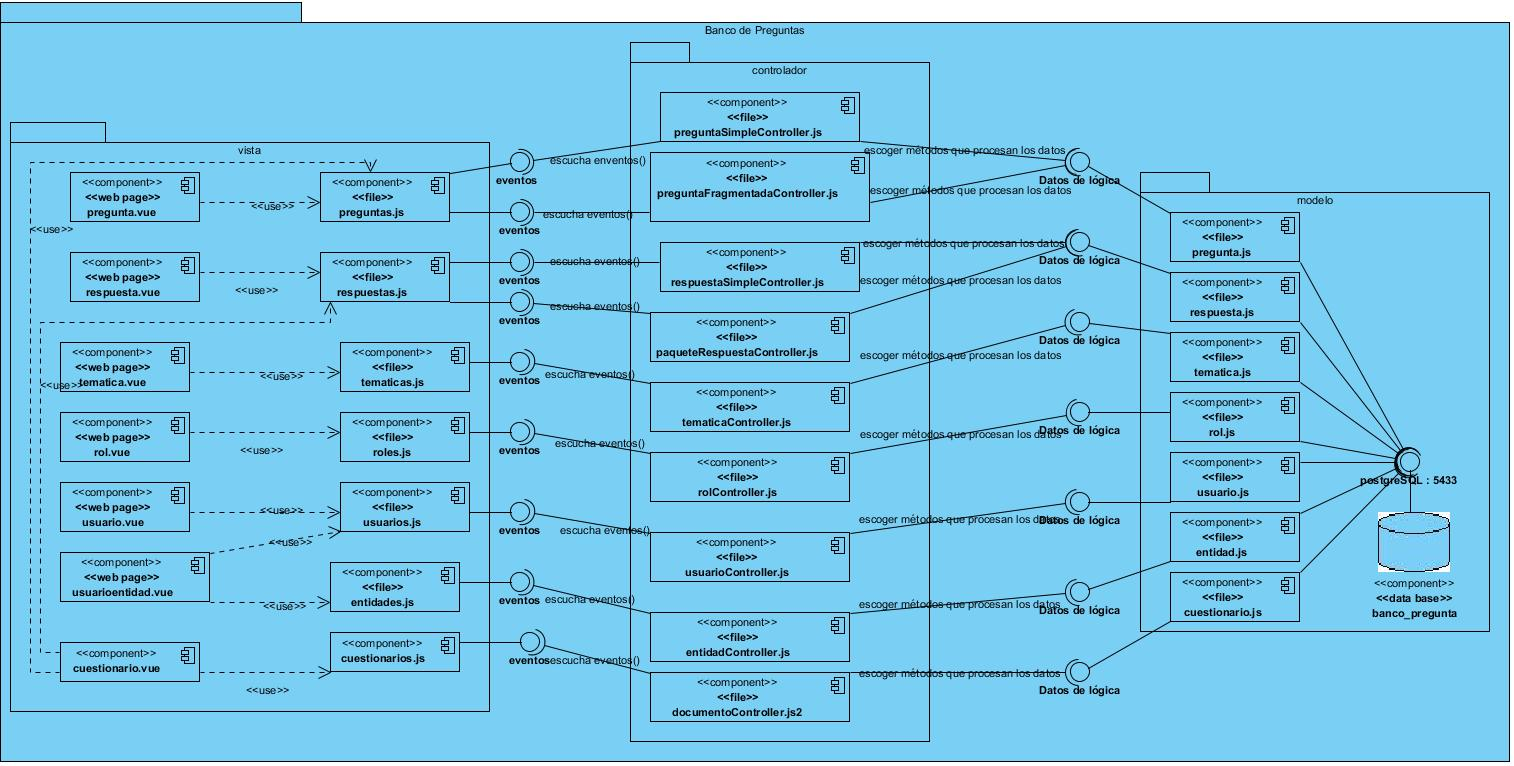 Banco de Preguntas
vista
<<component>>
<<web page>>
pregunta.vue
<<use>>
<<component>>
<<file>>
preguntas.js
<<use>>
<<component>>
<<web page>>
respuesta.vue
<<use>>
<<component>>
<<file>>
respuestas.js
<<component>>
<<web page>>
tematica.vue
<<use>>
<<use>>
<<component>>
<<file>>
tematicas.js
<<component>>
<<web page>>
rol.vue
<<use>>
<<component>>
<<file>>
roles.js
<<component>>
<<web page>>
usuario.vue
<<use>>
<<component>>
<<file>>
usuarios.js
<<component>>
<<web page>>
usuarioentidad.vue
<<use>>
<<use>>
<<component>>
<<file>>
entidades.js
<<component>>
cuestionario.vue
<<use>>
<<component>>
cuestionarios.js
eventos
escucha enventos()
eventos
escucha eventos()
eventos
escucha eventos()
eventos
escucha eventos()
eventos
escucha eventos()
eventos
escucha eventos()
eventos
escucha eventos()
eventos
escucha eventos()
eventos
escucha eventos()
controlador
<<component>>
<<file>>
preguntaSimpleController.js
<<component>>
<<file>>
preguntaFragmentadaController.js
<<component>>
<<file>>
respuestaSimpleController.js
<<component>>
<<file>>
paqueteRespuestaController.js
<<component>>
<<file>>
tematicaController.js
<<component>>
<<file>>
rolController.js
<<component>>
<<file>>
usuarioController.js
<<component>>
<<file>>
entidadController.js
<<component>>
<<file>>
documentoController.js2
escoger métodos que procesan los datos
Datos de lógica
escoger métodos que procesan los datos
escoger métodos que procesan los datos
Datos de lógica
escoger métodos que procesan los datos
Datos de lógica
escoger métodos que procesan los datos
Datos de lógica
escoger métodos que procesan los datos
Datos de lógica
escoger métodos que procesan los datos
Datos de lógica
escoger métodos que procesan los datos
Datos de lógica
escoger métodos que procesan los datos
modelo
<<component>>
<<file>>
pregunta.js
<<component>>
<<file>>
respuesta.js
<<component>>
<<file>>
tematica.js
<<component>>
<<file>>
rol.js
<<component>>
<<file>>
usuario.js
<<component>>
<<file>>
entidad.js
<<component>>
<<file>>
cuestionario.js
postgreSQL : 5433
<<component>>
<<data base>>
banco_pregunta